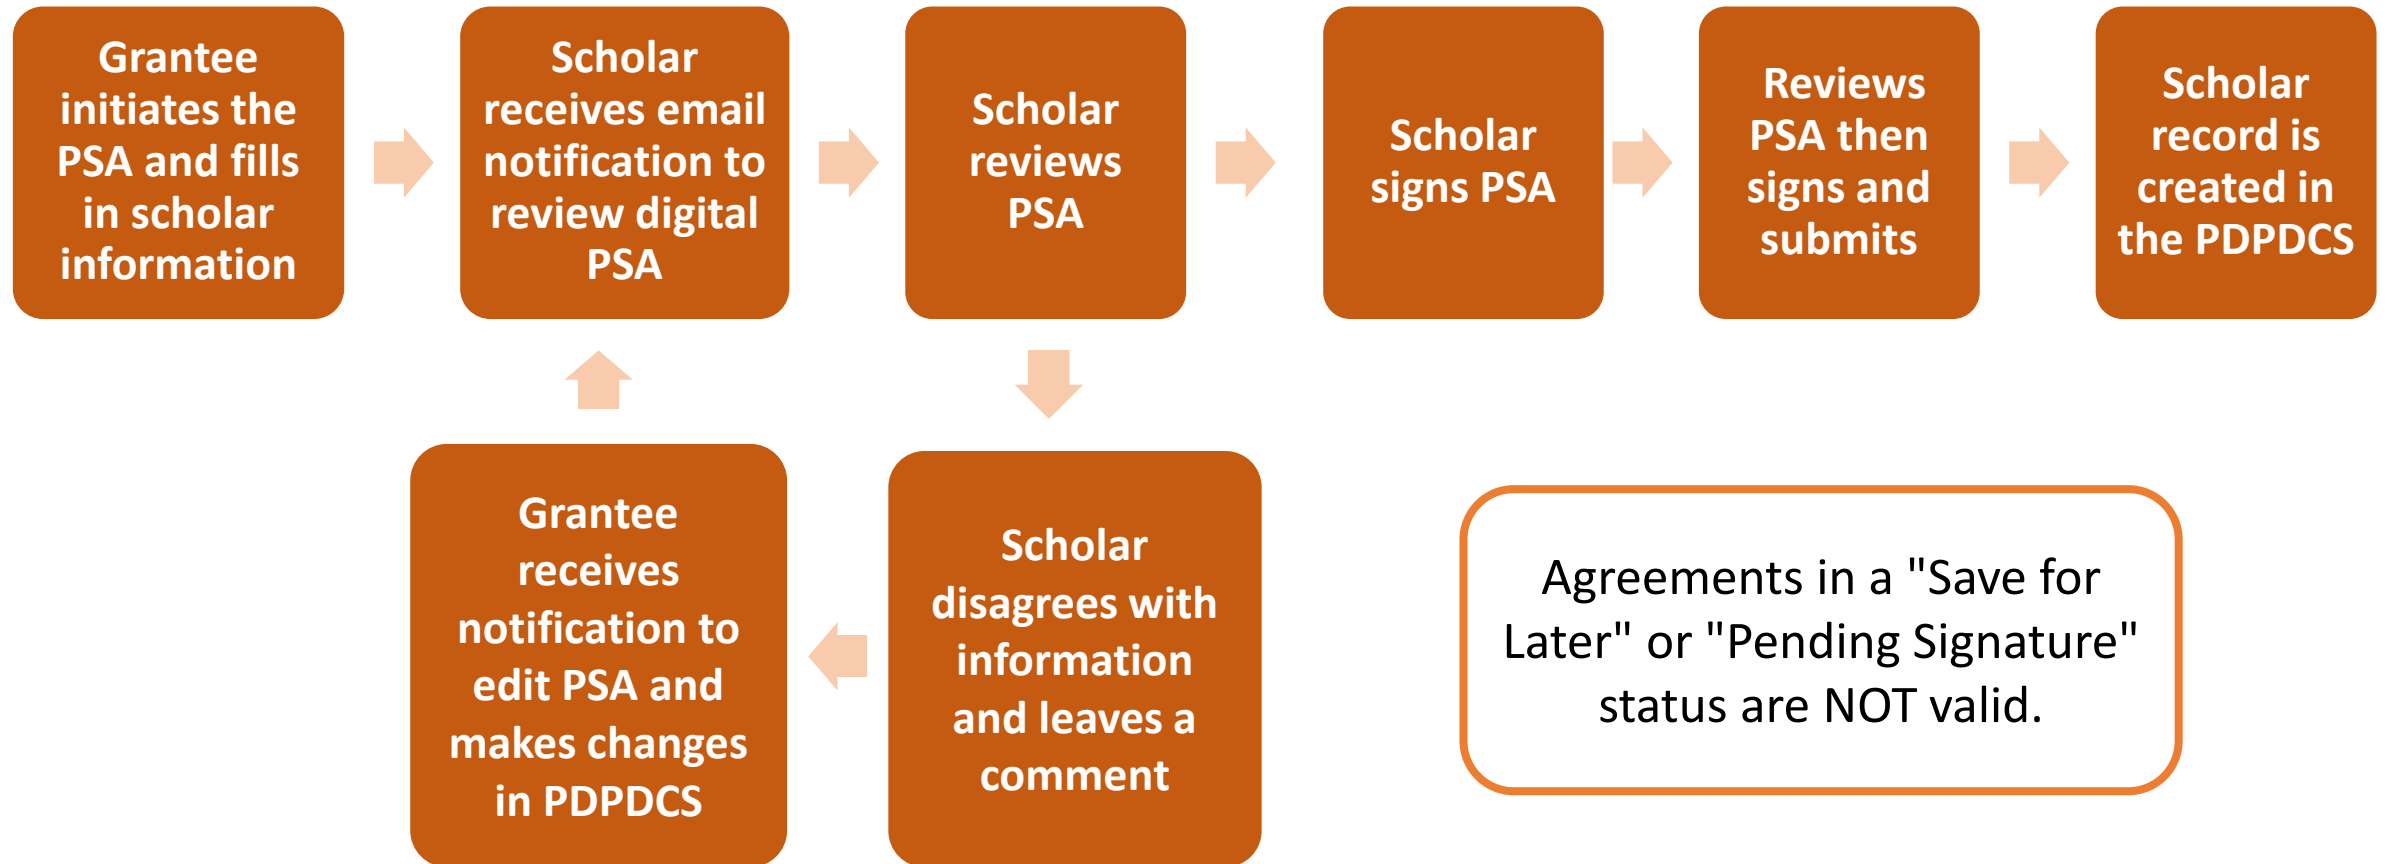 Grantee
initiates the
PSA and fills
in scholar
information
Scholar
receives email
notification to
review digital
PSA
Scholar
reviews
PSA
Scholar
signs PSA
Reviews
PSA then
signs and
submits
Scholar
record is
created in
the PDPDCS
Grantee
receives
notification to
edit PSA and
makes changes
in PDPDCS
Scholar
disagrees with
information
and leaves a
comment
Agreements in a "Save for
Later" or "Pending Signature"
status are NOT valid.